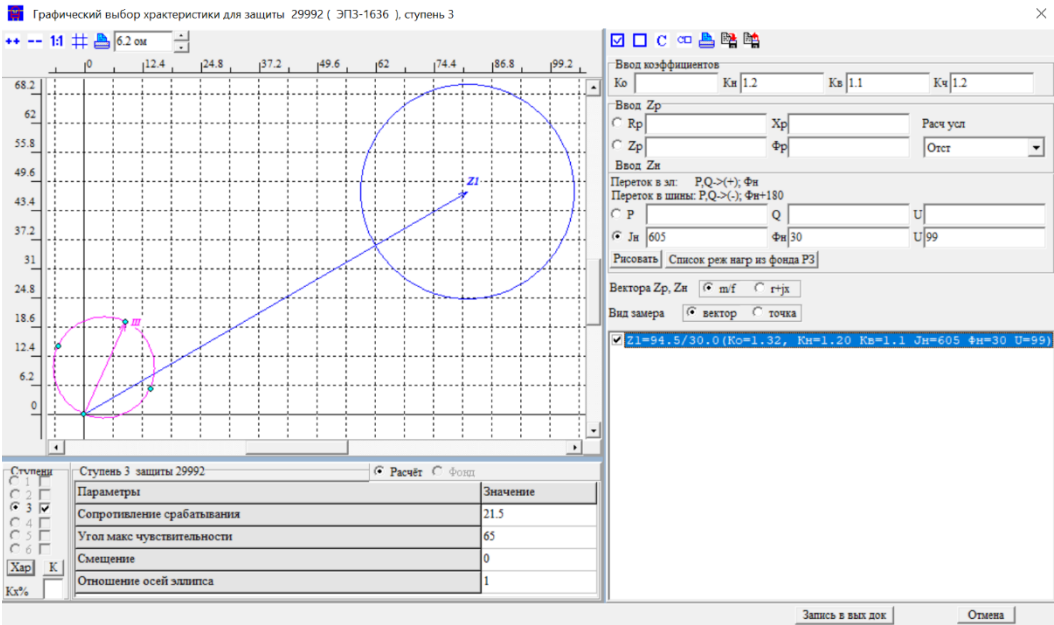 Графический выбор храктеристики для защиты 29992 ( ЭПЗ-1636 ), ступень 3
++ -- 1:1 6.2 ом
0 12.4 24.8 37.2 49.6 62 74.4 86.8 99.2
68.2
62
55.8
49.6
43.4
37.2
31
24.8
18.6
12.4
6.2
0
Z1
III
С
Ввод коэффициентов
Ко Кн 1.2 Кв 1.1 Кч 1.2
Ввод Zp
Rp Хр Расч усл
Zp Фр Отст
Ввод Zн
Переток в зл: P,Q->(+); Фн
Переток в шины: P,Q->(-); Фн+180
P Q U
Jн 605 Фн 30 U 99
Рисовать Список реж нагр из фонда РЗ
Вектора Zp, Zн m/f r+jx
Вид замера вектор точка
Z1=94.5/30.0(Ко=1.32, Кн=1.20 Кв=1.1 Jн=605 Фн=30 U=99)
Ступени
1
2
3
4
5
6
Хар К
Кх%
Ступень 3 защиты 29992 Расчёт Фонд
Параметры Значение
Сопротивление срабатывания 21.5
Угол макс чувствительности 65
Смещение 0
Отношение осей эллипса 1
Запись в вых док Отмена